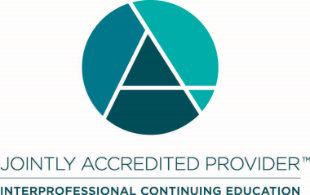 JOINTLY ACCREDITED PROVIDER™
INTERPROFESSIONAL CONTINUING EDUCATION